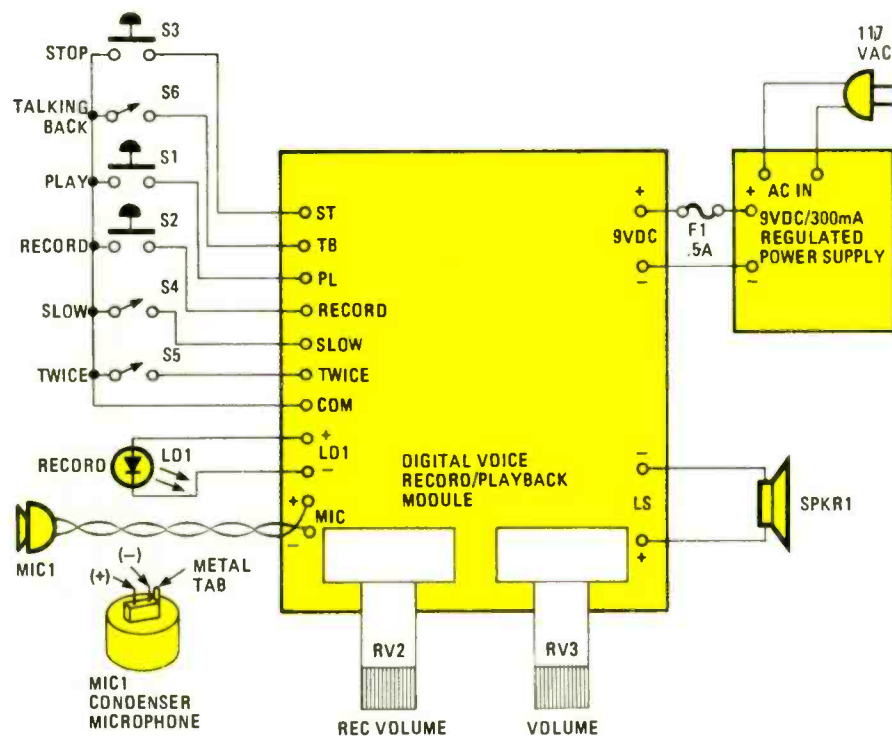 STOP
S3
TALKING
BACK
S6
PLAY
S1
RECORD
S2
SLOW
S4
TWICE
S5
ST
TB
PL
RECORD
SLOW
TWICE
COM
+
LD1
−
+
MIC
−
RECORD
LD1
MIC1
(+)
(−)
METAL
TAB
MIC1
CONDENSER
MICROPHONE
DIGITAL VOICE
RECORD/PLAYBACK
MODULE
+
9VDC
−
F1
.5A
117
VAC
AC IN
+
9VDC/300mA
REGULATED
POWER SUPPLY
−
−
LS
+
SPKR1
RV2
REC VOLUME
RV3
VOLUME